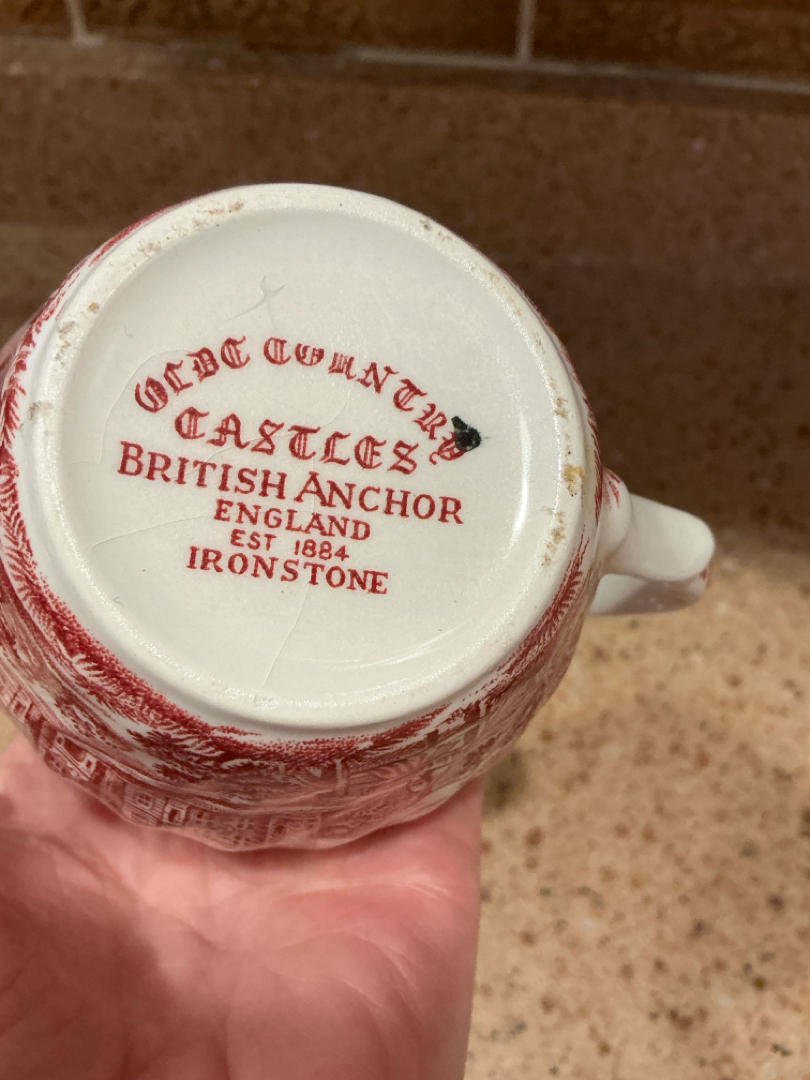 OLDE COUNTRY
CASTLES
BRITISH ANCHOR
ENGLAND
EST 1884
IRONSTONE